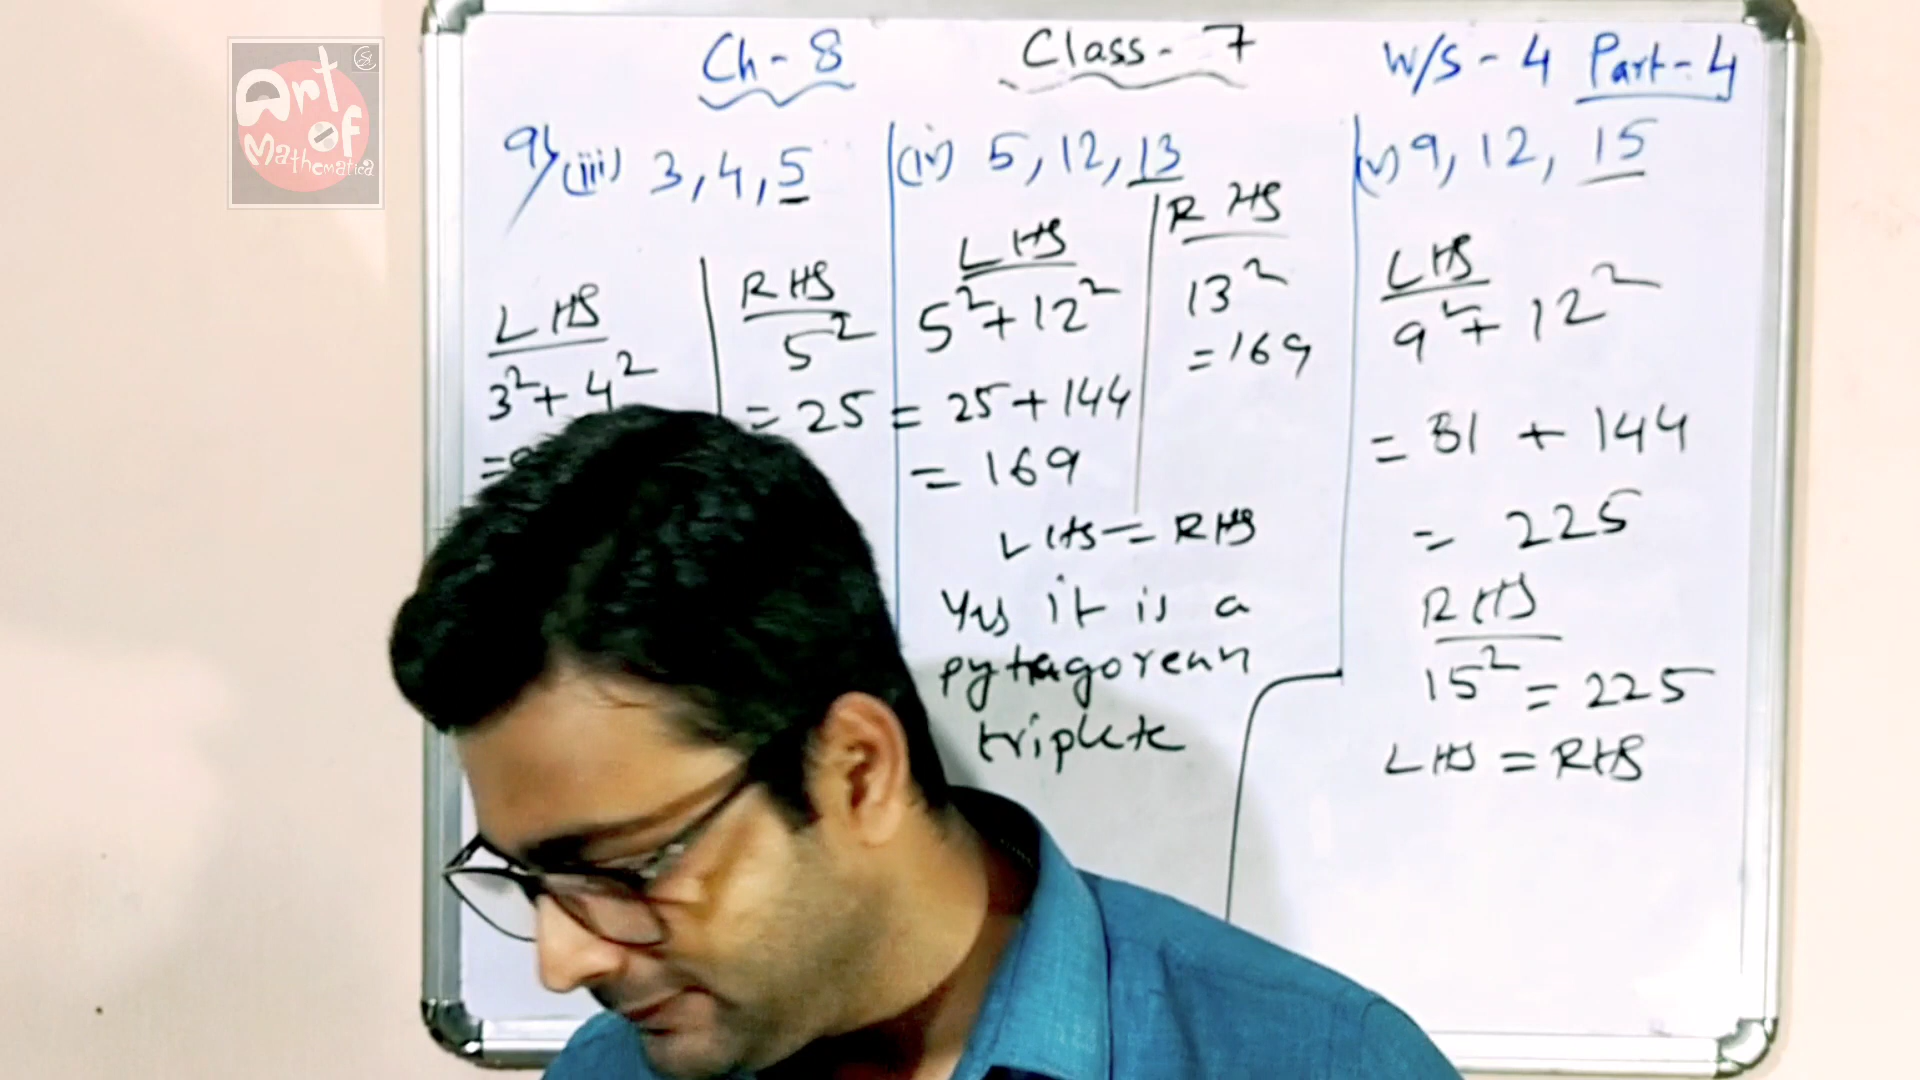 Art of Mathematica
Ch - 8
Class - 7
W/S - 4 Part - 4
9) (iii) 3, 4, 5
LHS
3² + 4²
RHS
5²
= 25
(iv) 5, 12, 13
LHS
5² + 12²
= 25 + 144
= 169
RHS
13²
= 169
LHS = RHS
Yes it is a
pytagorean
triplete
(v) 9, 12, 15
LHS
9² + 12²
= 81 + 144
= 225
RHS
15² = 225
LHS = RHS